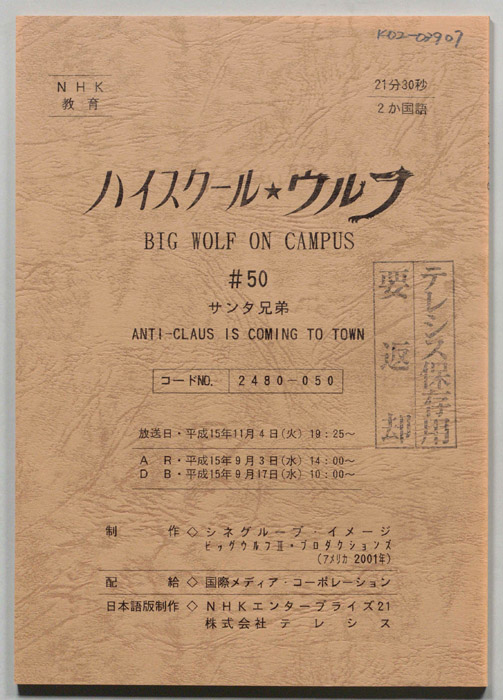 K02-03907
NHK
教育
21分30秒
2か国語
ハイスクール★ウルフ
BIG WOLF ON CAMPUS
#50
サンタ兄弟
ANTI-CLAUS IS COMING TO TOWN
テレシス保存用
要返却
コードNO. 2480-050
放送日・平成15年11月4日(火) 19:25〜
AR・平成15年9月3日(水) 14:00〜
DB・平成15年9月17日(水) 10:00〜
制作◇シネグループ・イメージ
ビッグウルフⅢ・プロダクションズ
(アメリカ 2001年)
配給◇国際メディア・コーポレーション
日本語版制作◇NHKエンタープライズ21
株式会社テレシス